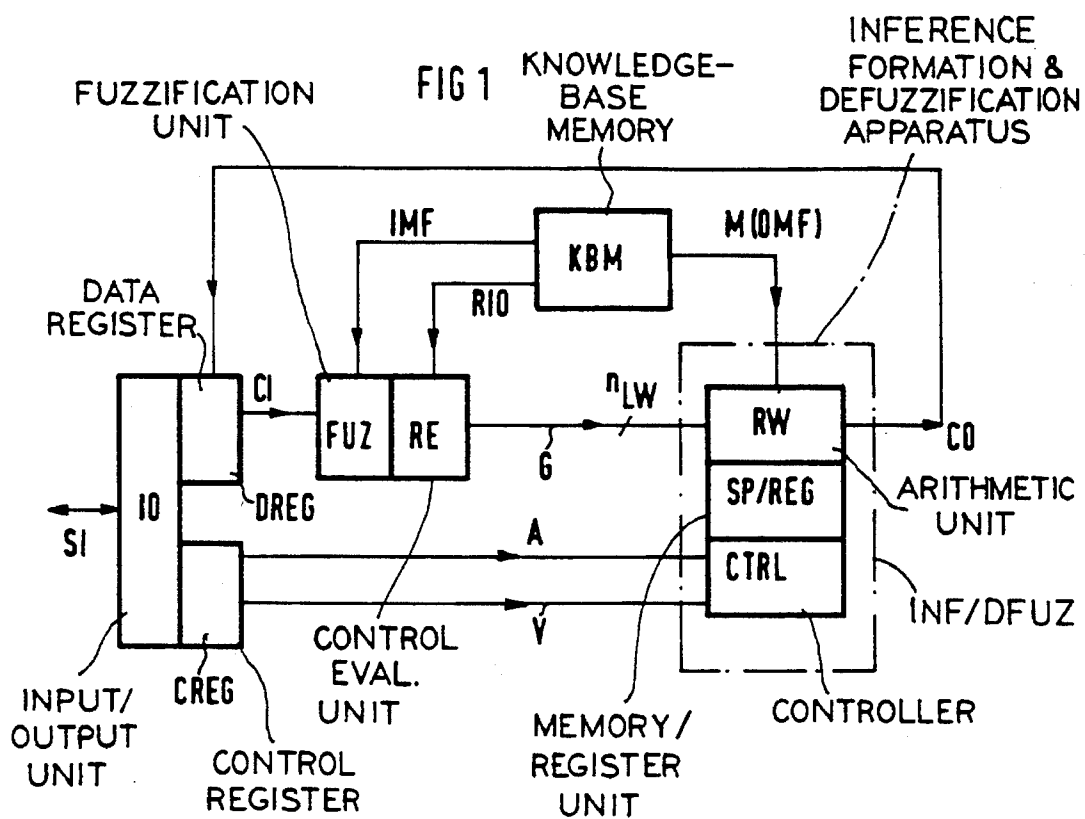 INFERENCE
FORMATION &
DEFUZZIFICATION
APPARATUS
KNOWLEDGE-
BASE
MEMORY
FIG 1
FUZZIFICATION
UNIT
IMF
KBM
M(OMF)
RIO
DATA
REGISTER
CI
FUZ
RE
nLW
G
RW
CO
IO
DREG
SP/REG
ARITHMETIC
UNIT
SI
A
CTRL
V
INF/DFUZ
CREG
CONTROL
EVAL.
UNIT
INPUT/
OUTPUT
UNIT
CONTROL
REGISTER
MEMORY/
REGISTER
UNIT
CONTROLLER